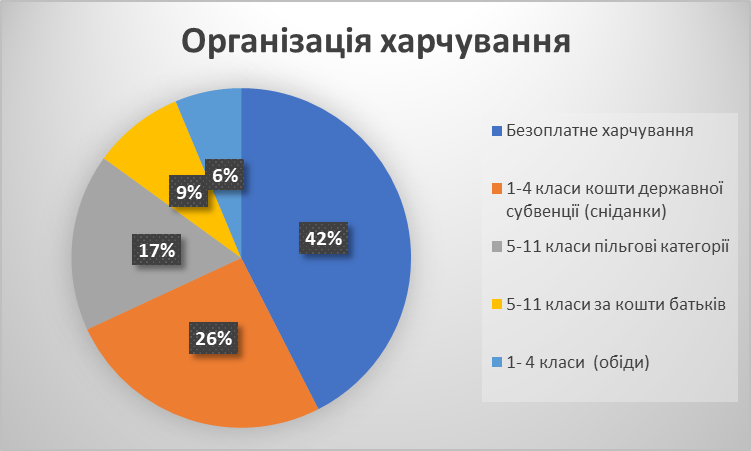 Організація харчування
6%
9%
42%
17%
26%
Безоплатне харчування
1-4 класи кошти державної
субвенції (сніданки)
5-11 класи пільгові категорії
5-11 класи за кошти батьків
1- 4 класи  (обіди)